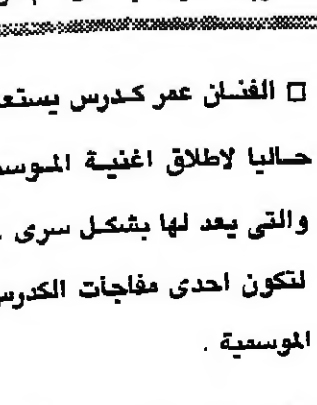 □ الفنان عمر كدرس يستعد
حاليا لاطلاق اغنية الموسم
والتى يعد لها بشكل سرى .
لتكون احدى مفاجآت الكدرس
الموسمية .